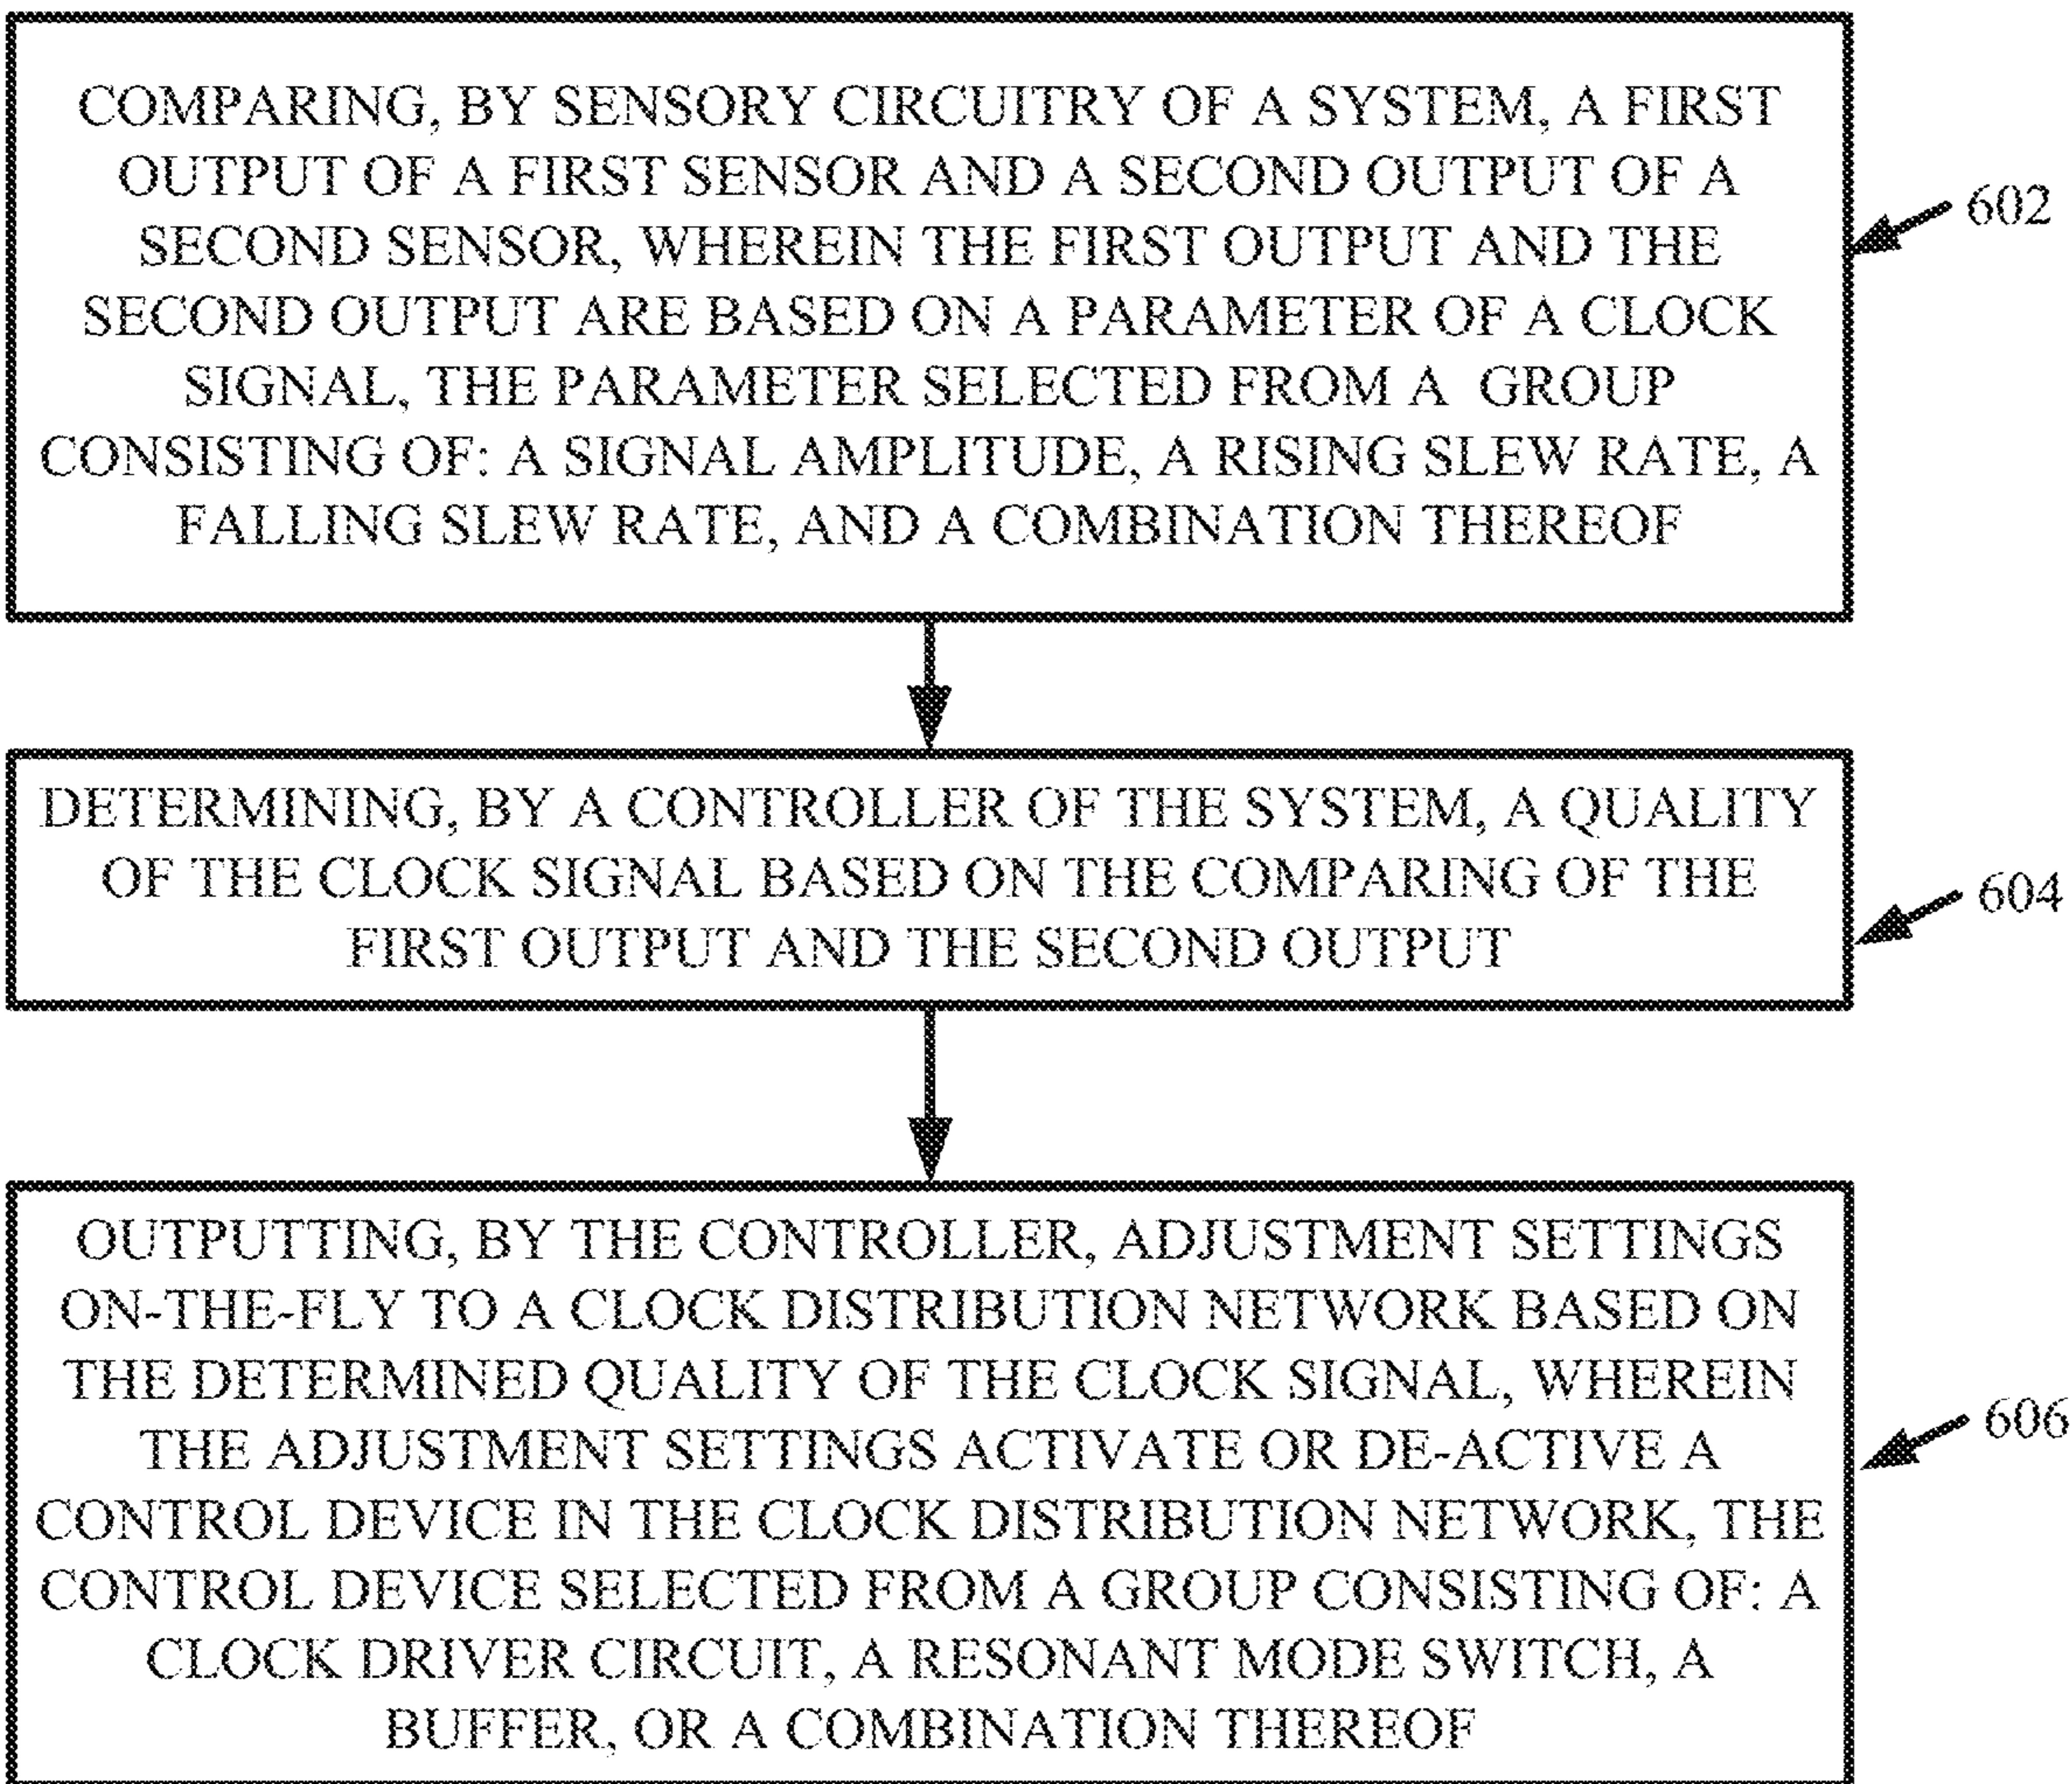 COMPARING, BY SENSORY CIRCUITRY OF A SYSTEM, A FIRST
OUTPUT OF A FIRST SENSOR AND A SECOND OUTPUT OF A
SECOND SENSOR, WHEREIN THE FIRST OUTPUT AND THE
SECOND OUTPUT ARE BASED ON A PARAMETER OF A CLOCK
SIGNAL, THE PARAMETER SELECTED FROM A GROUP
CONSISTING OF: A SIGNAL AMPLITUDE, A RISING SLEW RATE, A
FALLING SLEW RATE, AND A COMBINATION THEREOF
602
DETERMINING, BY A CONTROLLER OF THE SYSTEM, A QUALITY
OF THE CLOCK SIGNAL BASED ON THE COMPARING OF THE
FIRST OUTPUT AND THE SECOND OUTPUT
604
OUTPUTTING, BY THE CONTROLLER, ADJUSTMENT SETTINGS
ON-THE-FLY TO A CLOCK DISTRIBUTION NETWORK BASED ON
THE DETERMINED QUALITY OF THE CLOCK SIGNAL, WHEREIN
THE ADJUSTMENT SETTINGS ACTIVATE OR DE-ACTIVE A
CONTROL DEVICE IN THE CLOCK DISTRIBUTION NETWORK, THE
CONTROL DEVICE SELECTED FROM A GROUP CONSISTING OF: A
CLOCK DRIVER CIRCUIT, A RESONANT MODE SWITCH, A
BUFFER, OR A COMBINATION THEREOF
606